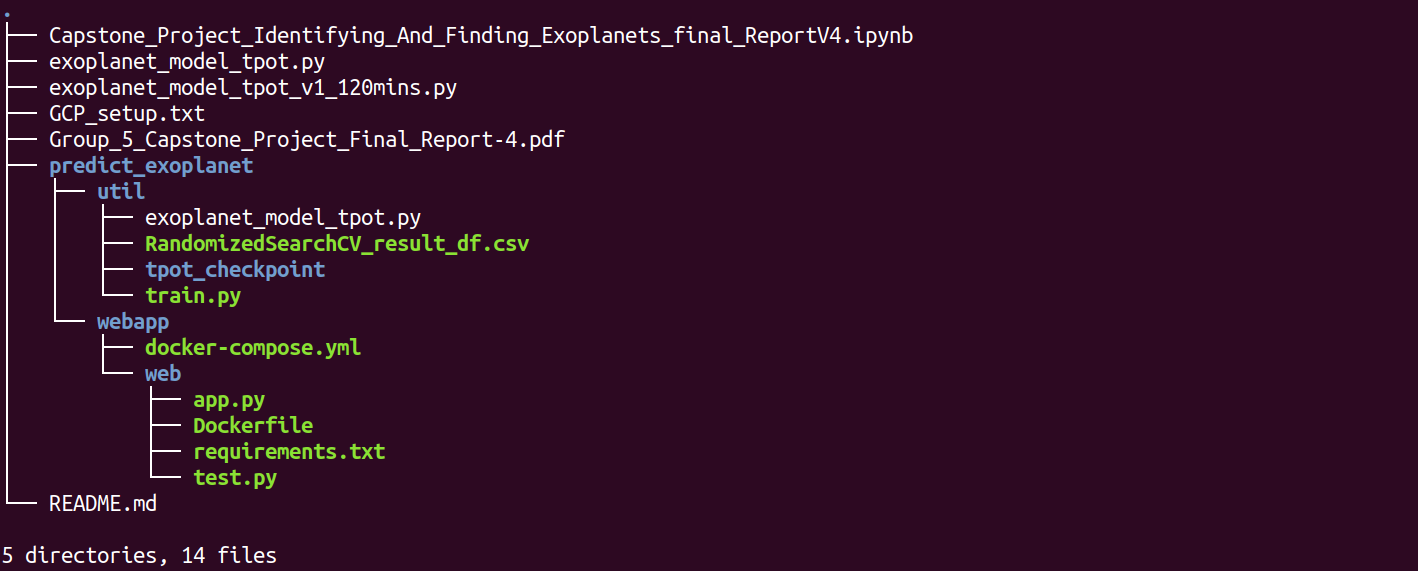 .
├── Capstone_Project_Identifying_And_Finding_Exoplanets_final_ReportV4.ipynb
├── exoplanet_model_tpot.py
├── exoplanet_model_tpot_v1_120mins.py
├── GCP_setup.txt
├── Group_5_Capstone_Project_Final_Report-4.pdf
├── predict_exoplanet
│   ├── util
│   │   ├── exoplanet_model_tpot.py
│   │   ├── RandomizedSearchCV_result_df.csv
│   │   ├── tpot_checkpoint
│   │   └── train.py
│   └── webapp
│       ├── docker-compose.yml
│       └── web
│           ├── app.py
│           ├── Dockerfile
│           ├── requirements.txt
│           └── test.py
└── README.md
5 directories, 14 files